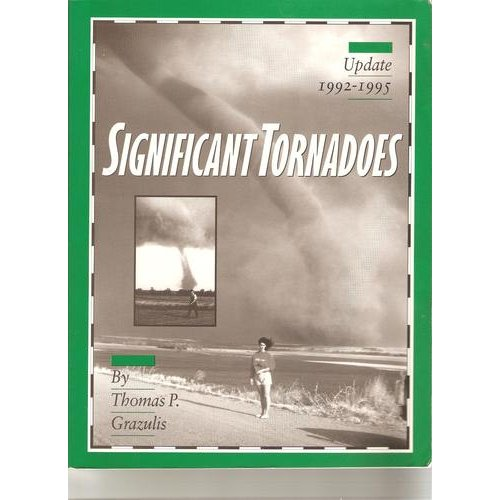 Update
1992-1995
SIGNIFICANT TORNADOES
By
Thomas P.
Grazulis